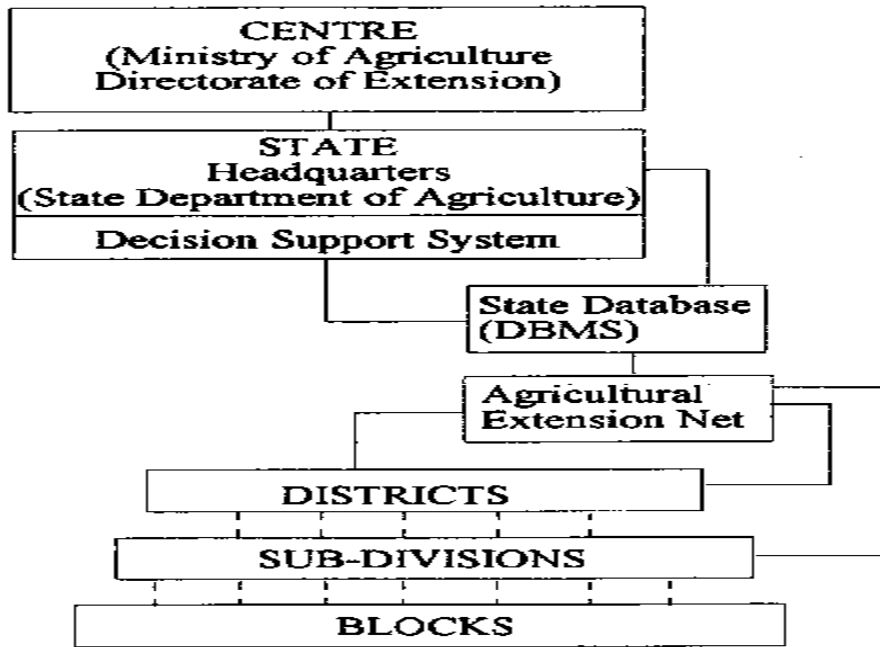 CENTRE
(Ministry of Agriculture
Directorate of Extension)
STATE
Headquarters
(State Department of Agriculture)
Decision Support System
State Database
(DBMS)
Agricultural
Extension Net
DISTRICTS
SUB-DIVISIONS
BLOCKS